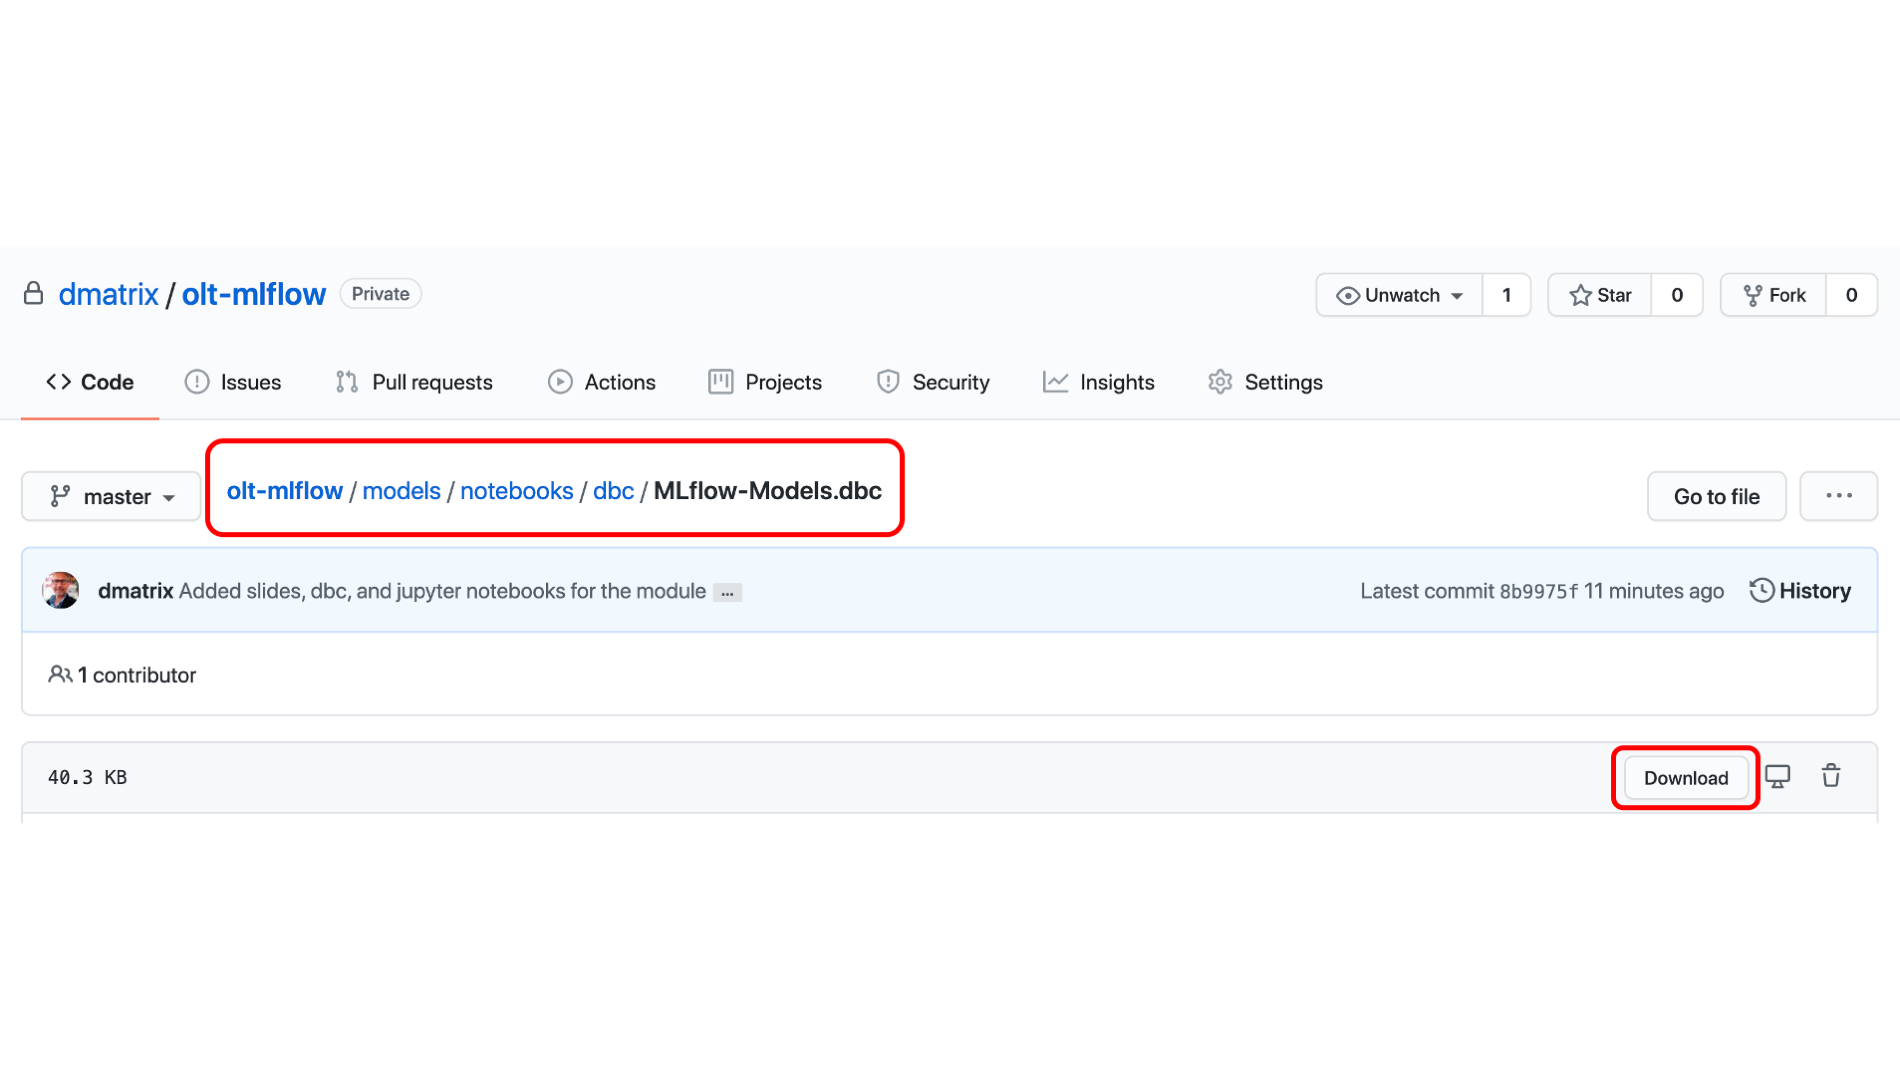 dmatrix / olt-mlflow Private Unwatch 1 Star 0 Fork 0
Code Issues Pull requests Actions Projects Security Insights Settings
master olt-mlflow / models / notebooks / dbc / MLflow-Models.dbc Go to file ...
dmatrix Added slides, dbc, and jupyter notebooks for the module ... Latest commit 8b9975f 11 minutes ago History
1 contributor
40.3 KB Download